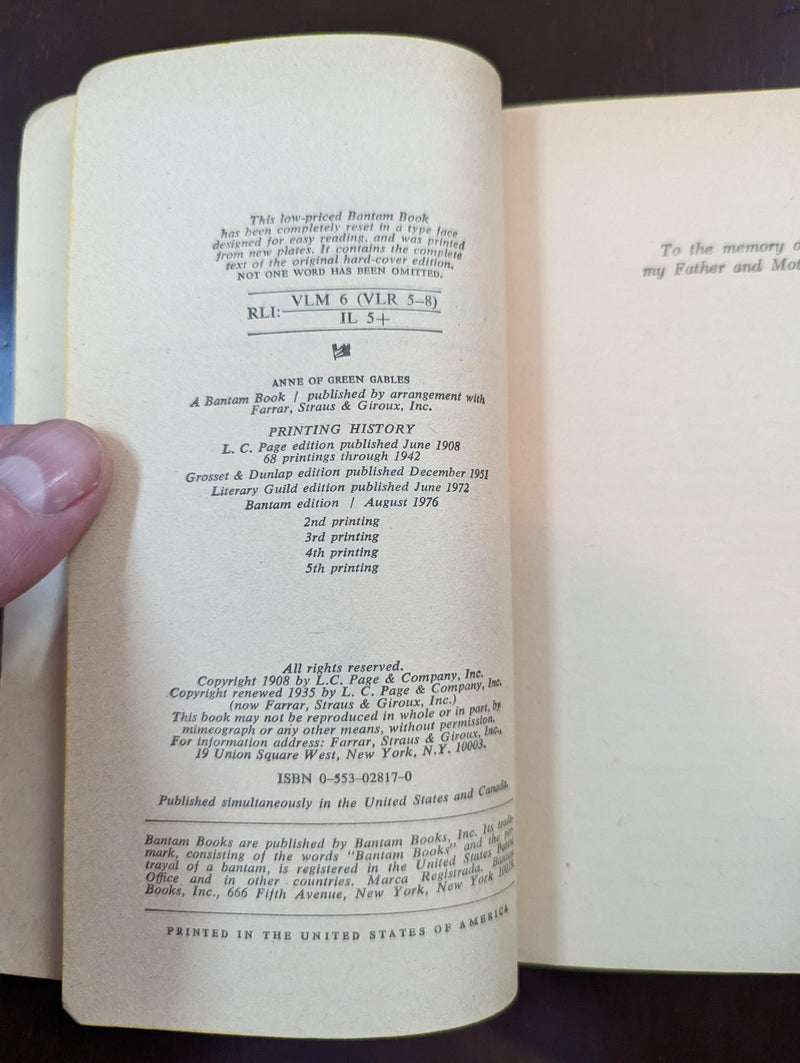 This low-priced Bantam Book
has been completely reset in a type face
designed for easy reading, and was printed
from new plates. It contains the complete
text of the original hard-cover edition.
NOT ONE WORD HAS BEEN OMITTED.
RLI: VLM 6 (VLR 5–8)
IL 5+
ANNE OF GREEN GABLES
A Bantam Book / published by arrangement with
Farrar, Straus & Giroux, Inc.
PRINTING HISTORY
L. C. Page edition published June 1908
68 printings through 1942
Grosset & Dunlap edition published December 1951
Literary Guild edition published June 1972
Bantam edition / August 1976
2nd printing
3rd printing
4th printing
5th printing
All rights reserved.
Copyright 1908 by L.C. Page & Company, Inc.
Copyright renewed 1935 by L. C. Page & Company, Inc.
(now Farrar, Straus & Giroux, Inc.)
This book may not be reproduced in whole or in part, by
mimeograph or any other means, without permission.
For information address: Farrar, Straus & Giroux, Inc.,
19 Union Square West, New York, N.Y. 10003.
ISBN 0–553–02817–0
Published simultaneously in the United States and Canada.
Bantam Books are published by Bantam Books, Inc. Its trade-
mark, consisting of the words "Bantam Books" and the por-
trayal of a bantam, is registered in the United States Patent
Office and in other countries. Marca Registrada. Bantam
Books, Inc., 666 Fifth Avenue, New York, New York
PRINTED IN THE UNITED STATES OF AMERICA
To the memory o
my Father and Mot